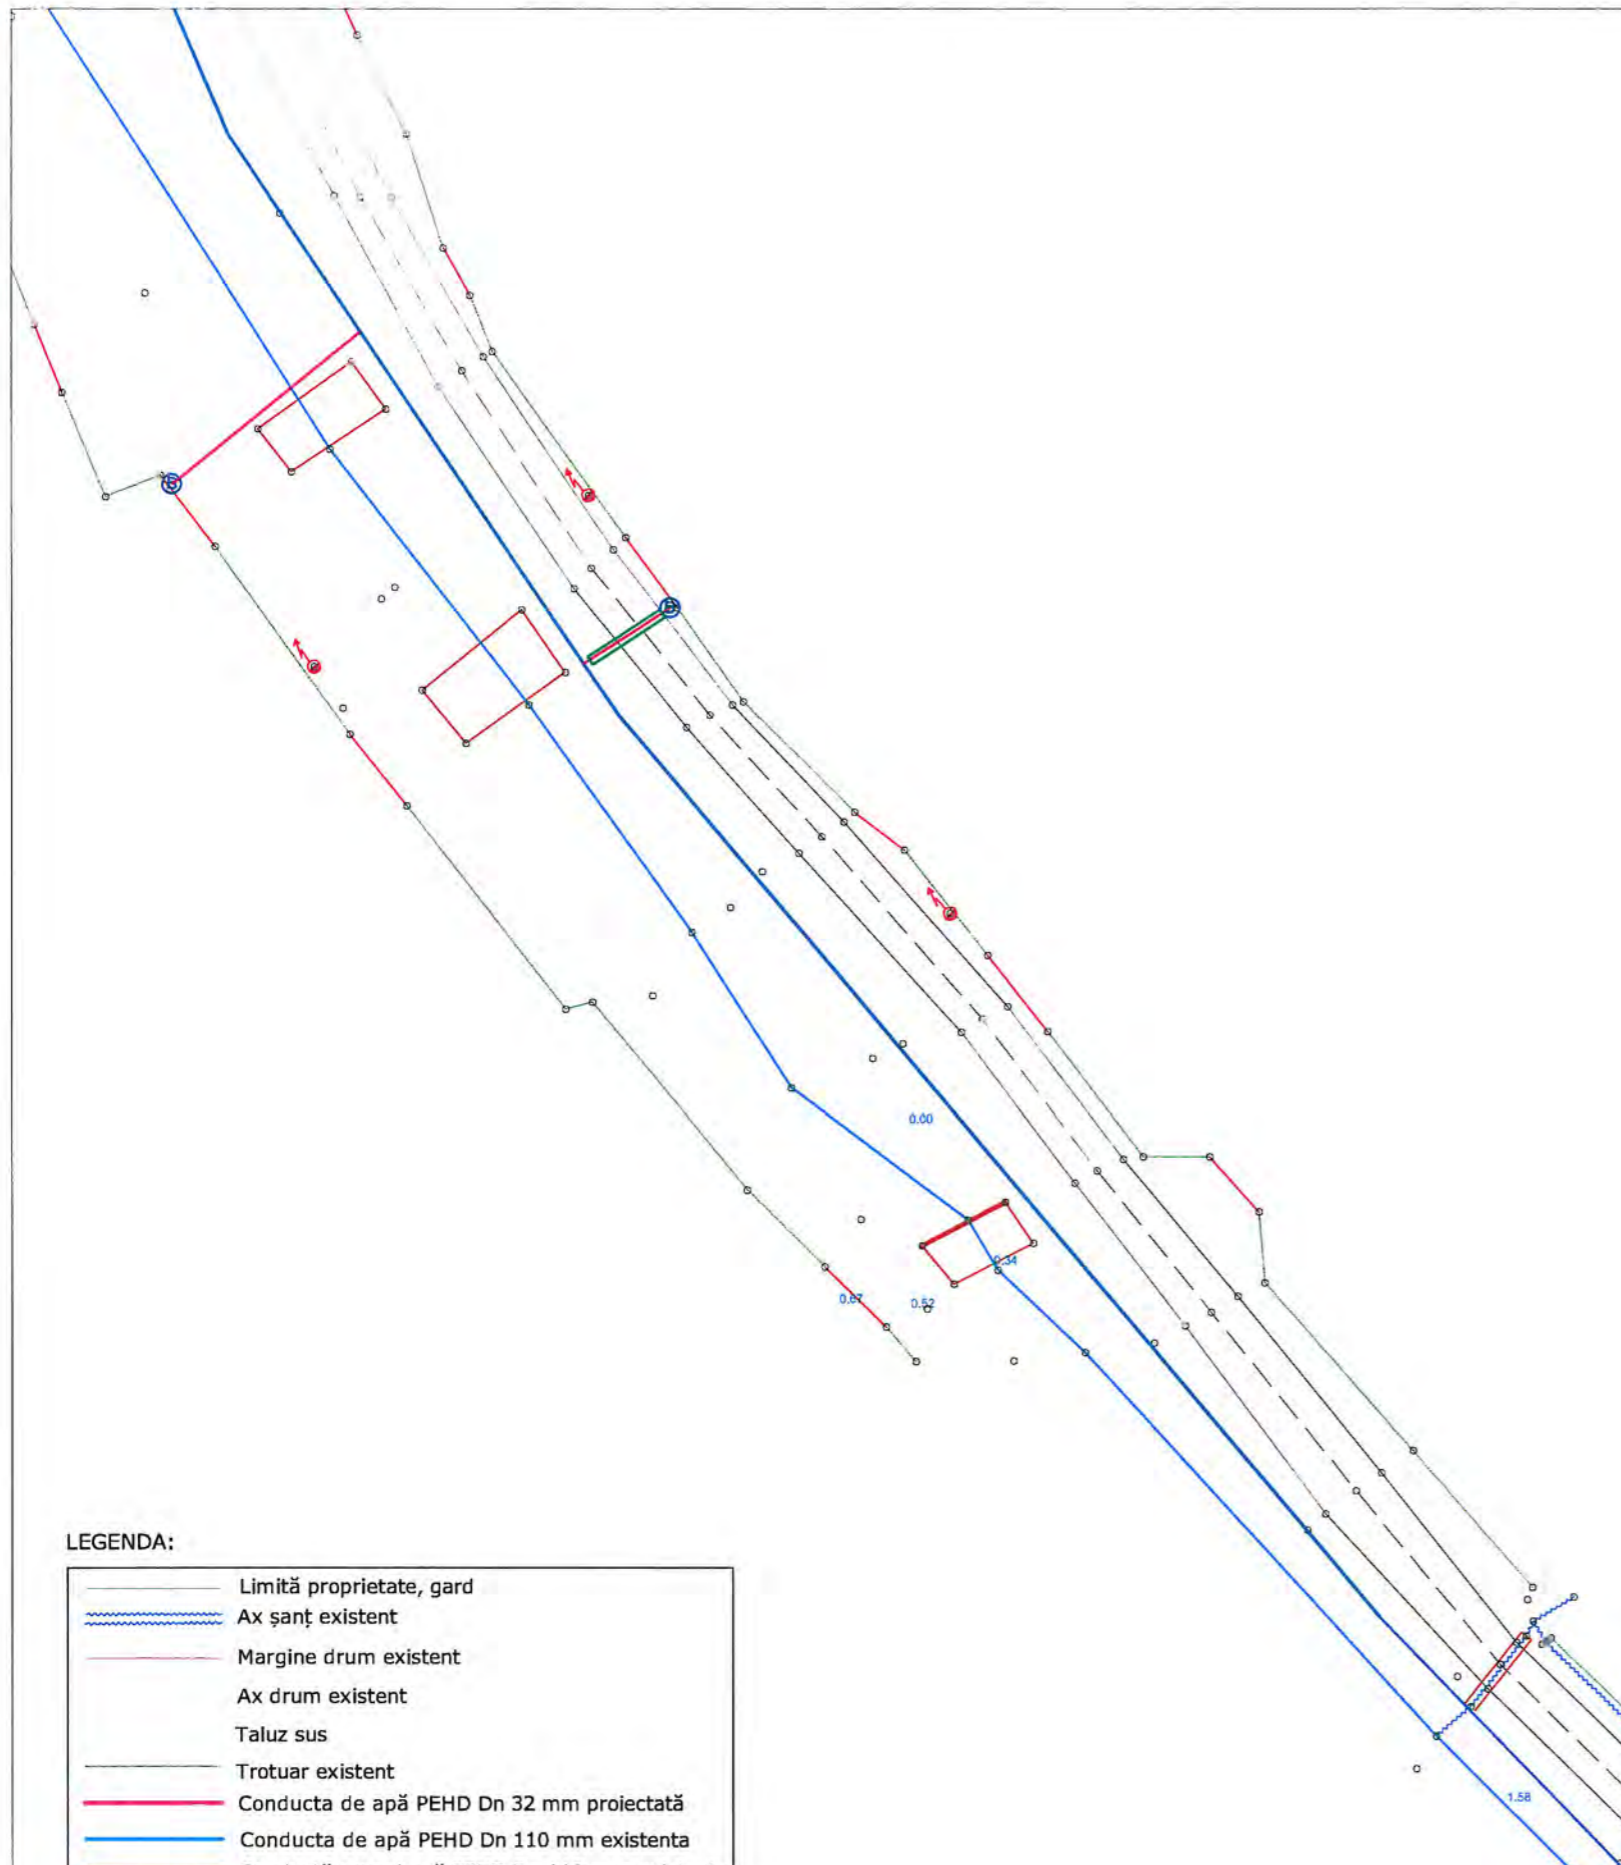 0.00
0.34
0.67
0.52
1.58
LEGENDA:
Limită proprietate, gard
Ax șanț existent
Margine drum existent
Ax drum existent
Taluz sus
Trotuar existent
Conducta de apă PEHD Dn 32 mm proiectată
Conducta de apă PEHD Dn 110 mm existenta